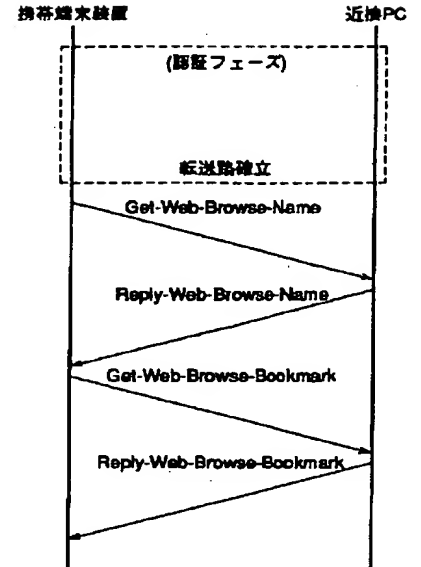 携帯端末装置
近接PC
(認証フェーズ)
転送路確立
Get-Web-Browse-Name
Reply-Web-Browse-Name
Get-Web-Browse-Bookmark
Reply-Web-Browse-Bookmark